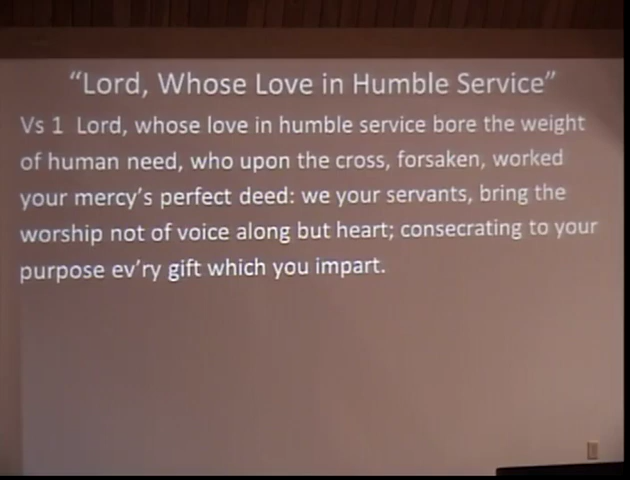 “Lord, Whose Love in Humble Service”
Vs 1  Lord, whose love in humble service bore the weight
of human need, who upon the cross, forsaken, worked
your mercy’s perfect deed: we your servants, bring the
worship not of voice along but heart; consecrating to your
purpose ev’ry gift which you impart.